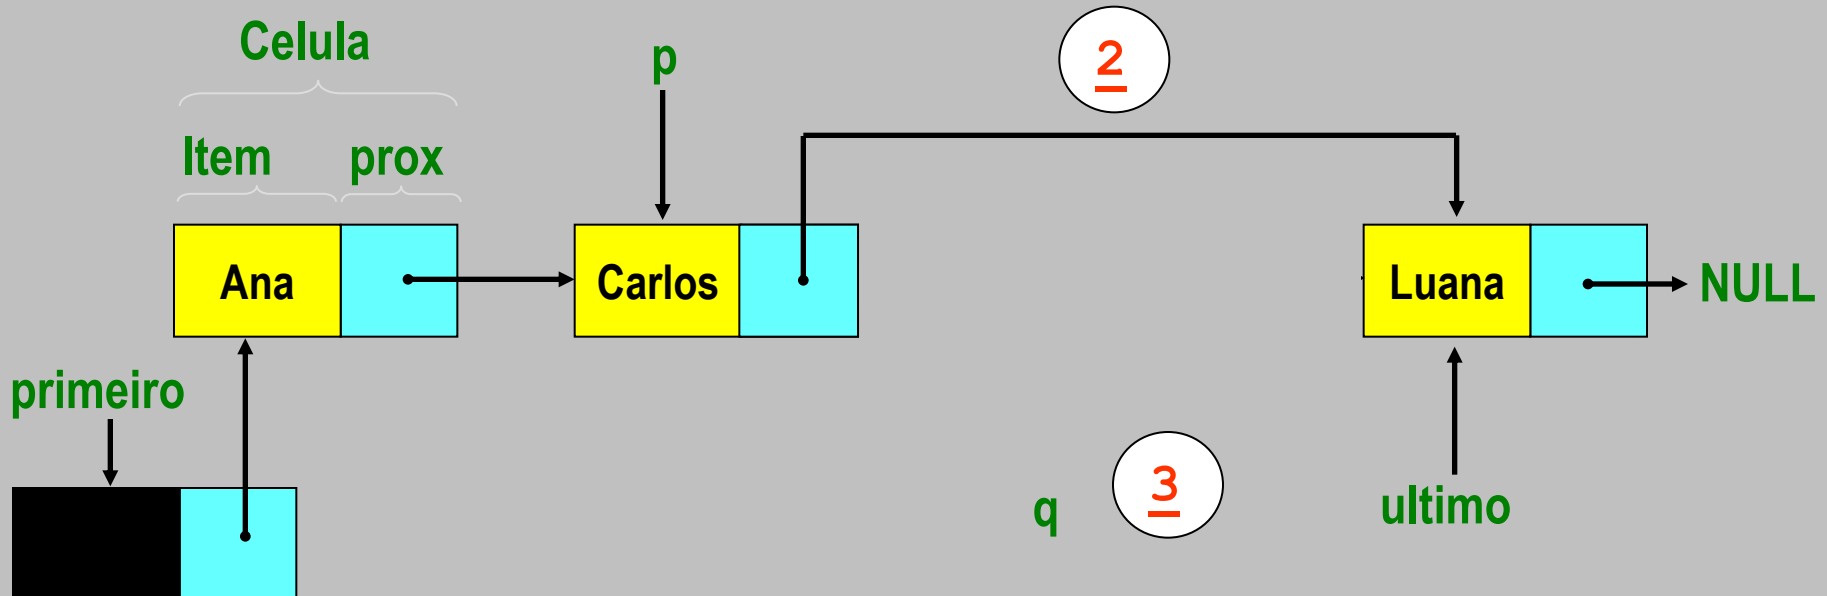 Celula
p
2
Item prox
Ana
Carlos
Luana
NULL
primeiro
q
3
ultimo